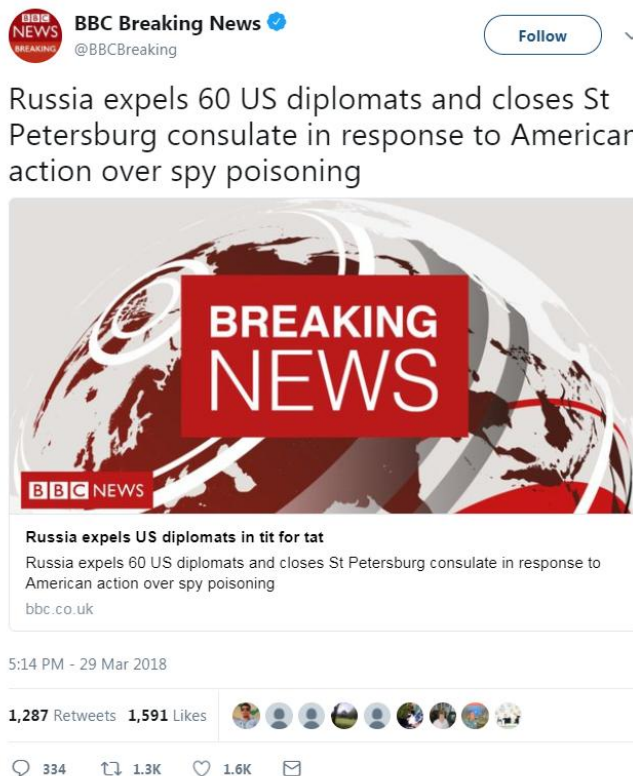 BBC
NEWS
BREAKING
BBC Breaking News
@BBCBreaking
Follow
Russia expels 60 US diplomats and closes St
Petersburg consulate in response to American
action over spy poisoning
BREAKING
NEWS
BBC NEWS
Russia expels US diplomats in tit for tat
Russia expels 60 US diplomats and closes St Petersburg consulate in response to
American action over spy poisoning
bbc.co.uk
5:14 PM - 29 Mar 2018
1,287 Retweets 1,591 Likes
334 1.3K 1.6K